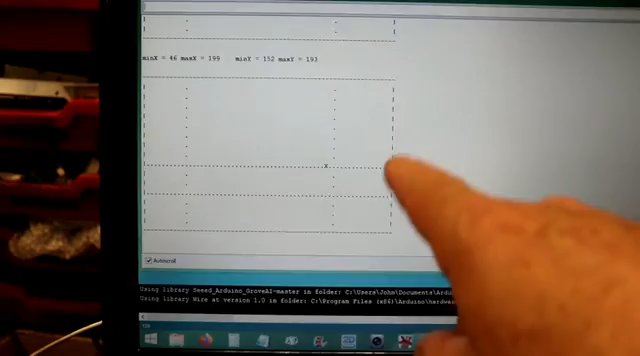 minX = 46 maxX = 199 minY = 152 maxY = 193
x
Autoscroll
Using library Seeed_Arduino_GroveAI-master in folder: C:\Users\John\Documents\Ardu
Using library Wire at version 1.0 in folder: C:\Program Files (x86)\Arduino\hardwar